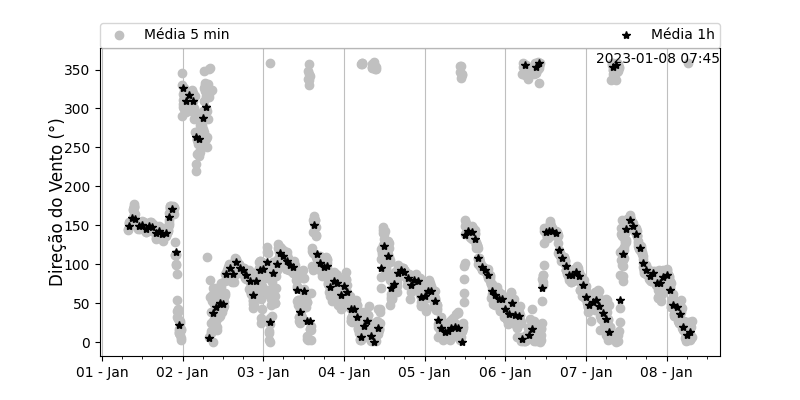 Média 5 min
Média 1h
2023-01-08 07:45
Direção do Vento (°)
350
300
250
200
150
100
50
0
01 - Jan
02 - Jan
03 - Jan
04 - Jan
05 - Jan
06 - Jan
07 - Jan
08 - Jan